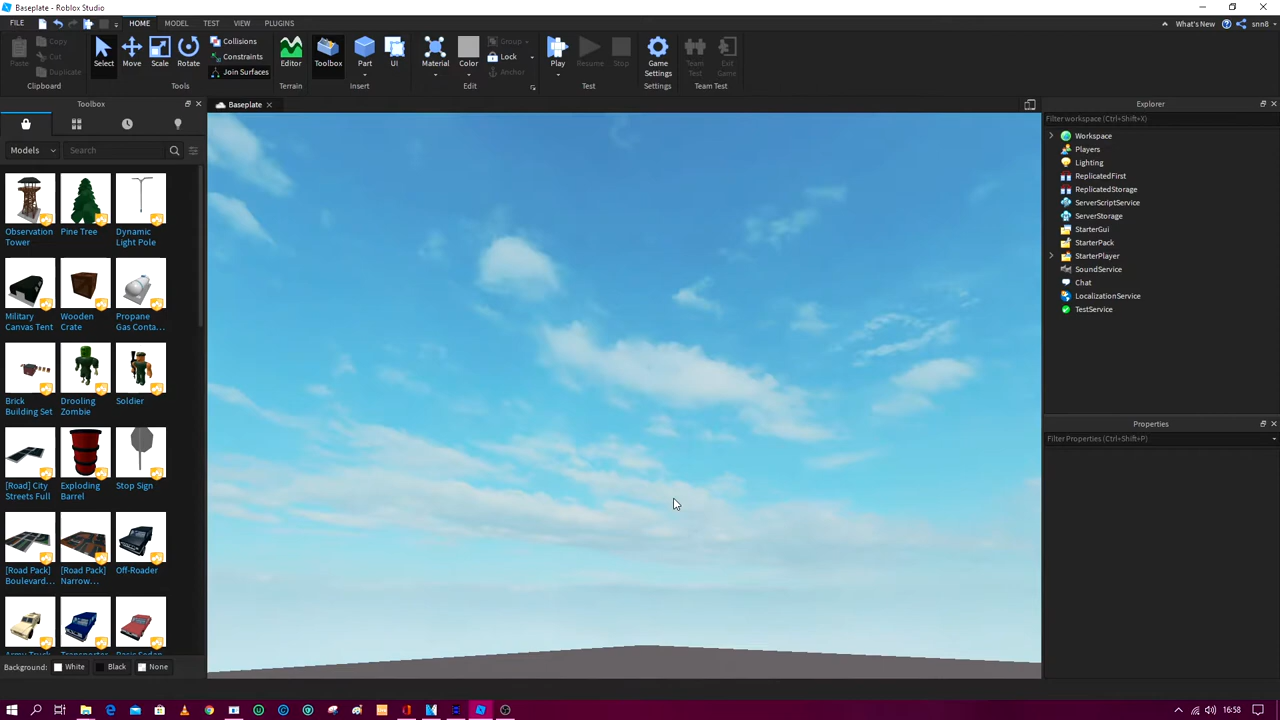 Baseplate - Roblox Studio
FILE HOME MODEL TEST VIEW PLUGINS What's New snn8
Paste Copy Cut Duplicate Select Move Scale Rotate Collisions Constraints Join Surfaces Editor Toolbox Part UI Material Color Group Lock Anchor Play Resume Stop Game Settings Team Test Exit Game
Clipboard Tools Terrain Insert Edit Test Settings Team Test
Toolbox
Baseplate
Explorer
Models Search
Filter workspace (Ctrl+Shift+X)
Observation Tower
Pine Tree
Dynamic Light Pole
Military Canvas Tent
Wooden Crate
Propane Gas Conta...
Brick Building Set
Drooling Zombie
Soldier
[Road] City Streets Full
Exploding Barrel
Stop Sign
[Road Pack] Boulevard...
[Road Pack] Narrow...
Off-Roader
Army Truck
Transporter
Basic Sedan
Background: White Black None
Workspace
Players
Lighting
ReplicatedFirst
ReplicatedStorage
ServerScriptService
ServerStorage
StarterGui
StarterPack
StarterPlayer
SoundService
Chat
LocalizationService
TestService
Properties
Filter Properties (Ctrl+Shift+P)
16:58